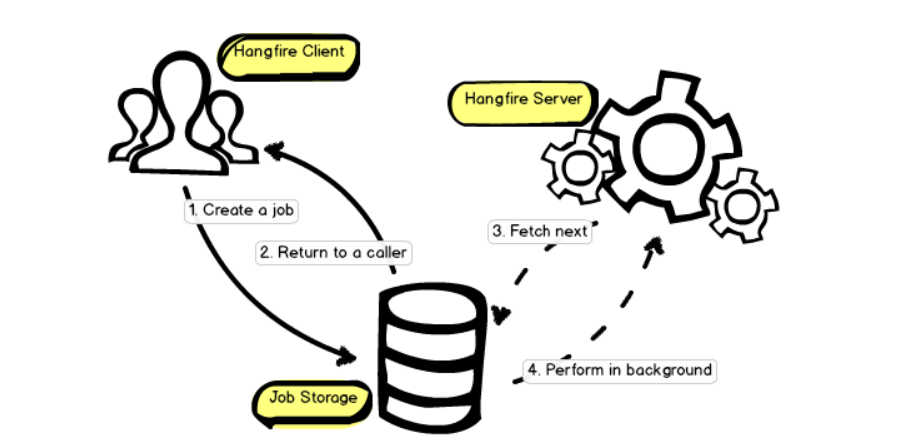 Hangfire Client
Hangfire Server
1. Create a job
3. Fetch next
2. Return to a caller
4. Perform in background
Job Storage